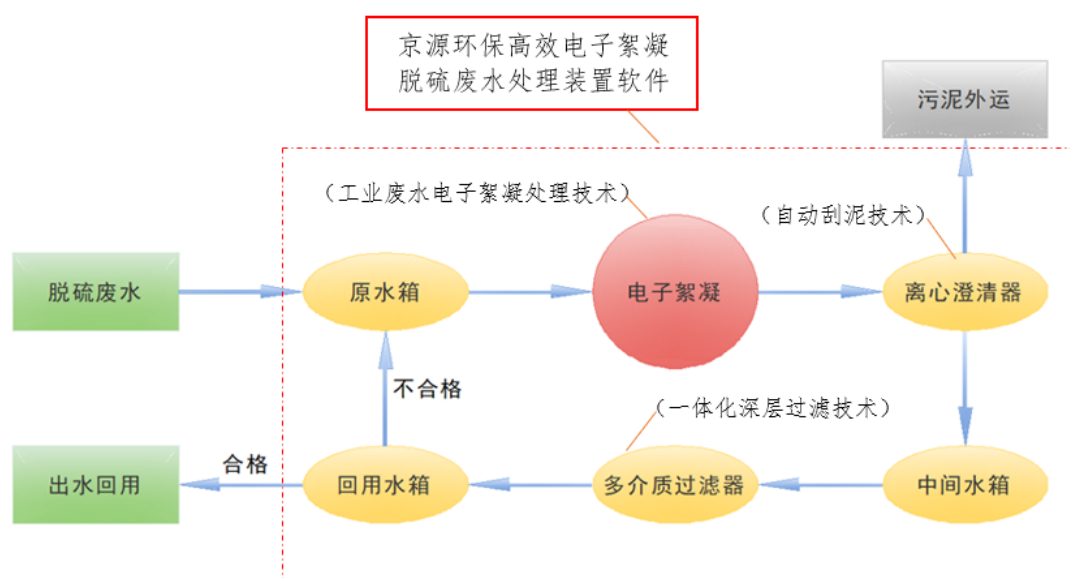 京源环保高效电子絮凝
脱硫废水处理装置软件
污泥外运
（工业废水电子絮凝处理技术）
（自动刮泥技术）
脱硫废水
原水箱
电子絮凝
离心澄清器
不合格
（一体化深层过滤技术）
合格
出水回用
回用水箱
多介质过滤器
中间水箱